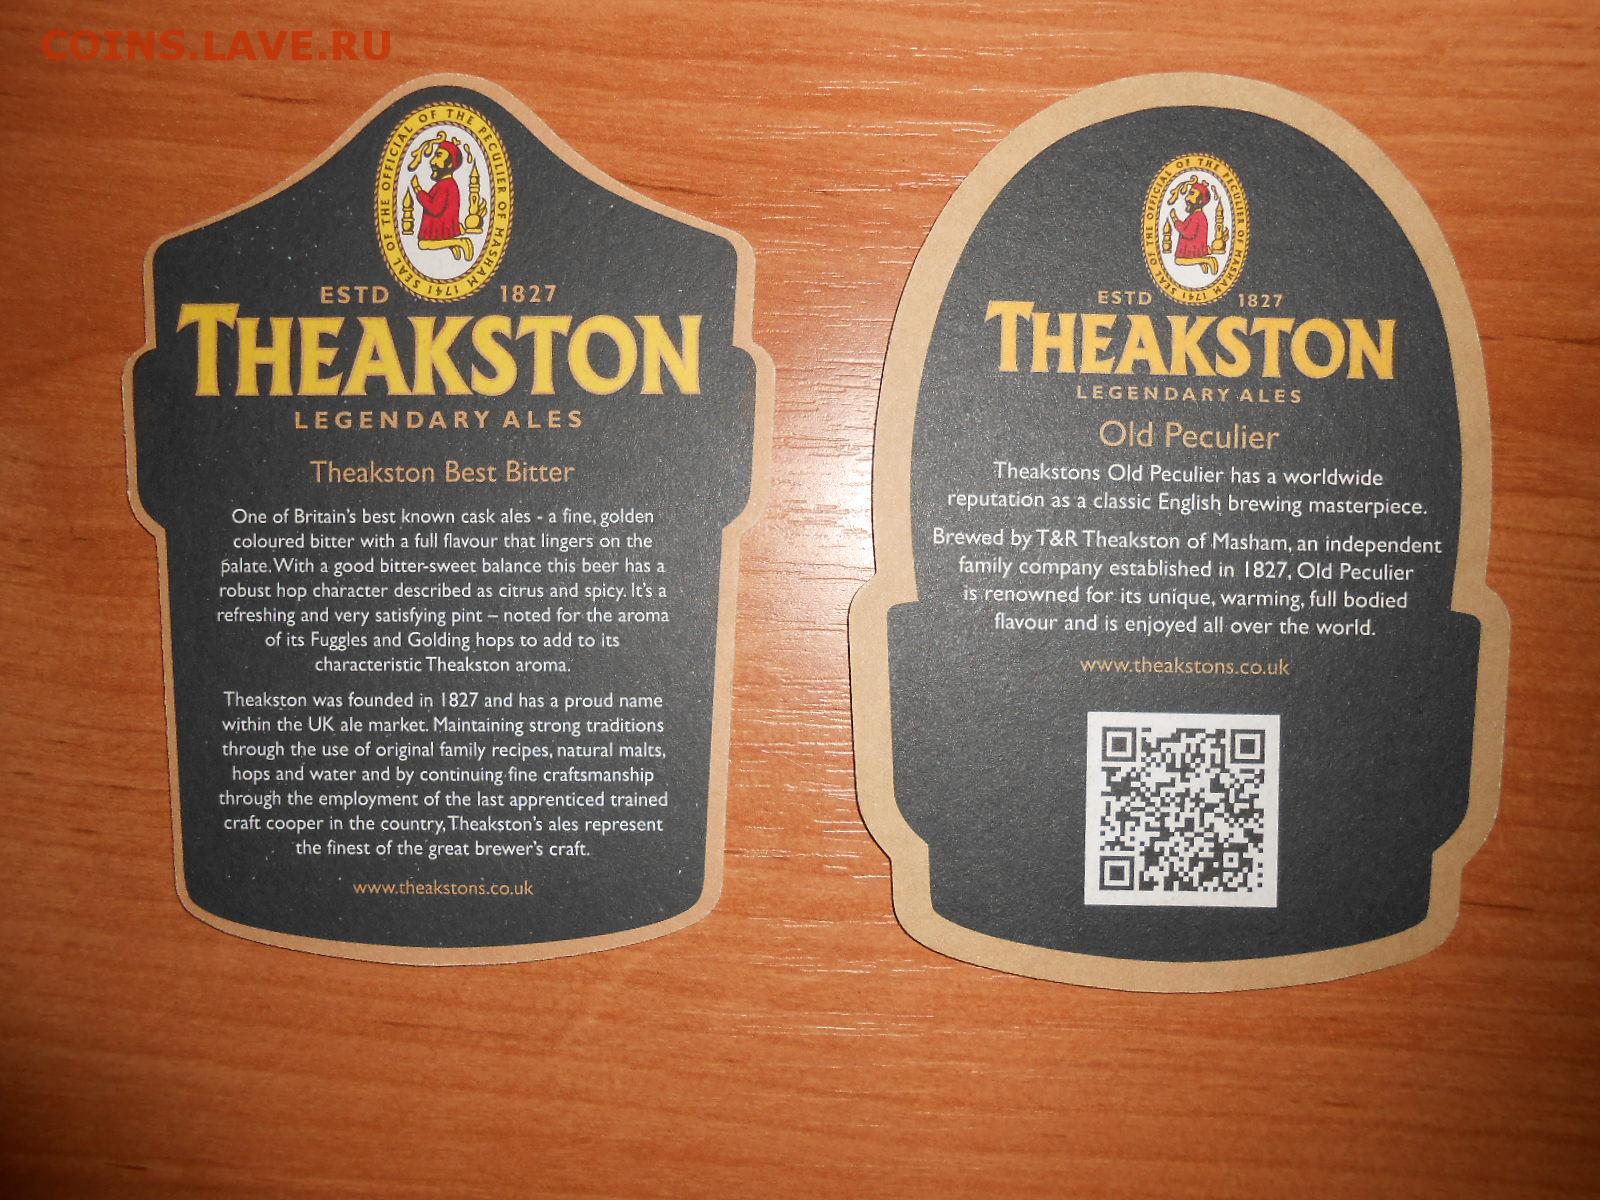 COINS.LAVE.RU
SEAL OF THE OFFICIAL OF THE PECULIER OF MASHAM 1741
ESTD 1827
THEAKSTON
LEGENDARY ALES
Theakston Best Bitter
One of Britain's best known cask ales - a fine, golden
coloured bitter with a full flavour that lingers on the
palate. With a good bitter-sweet balance this beer has a
robust hop character described as citrus and spicy. It's a
refreshing and very satisfying pint – noted for the aroma
of its Fuggles and Golding hops to add to its
characteristic Theakston aroma.
Theakston was founded in 1827 and has a proud name
within the UK ale market. Maintaining strong traditions
through the use of original family recipes, natural malts,
hops and water and by continuing fine craftsmanship
through the employment of the last apprenticed trained
craft cooper in the country, Theakston's ales represent
the finest of the great brewer's craft.
www.theakstons.co.uk
SEAL OF THE OFFICIAL OF THE PECULIER OF MASHAM 1741
ESTD 1827
THEAKSTON
LEGENDARY ALES
Old Peculier
Theakstons Old Peculier has a worldwide
reputation as a classic English brewing masterpiece.
Brewed by T&R Theakston of Masham, an independent
family company established in 1827, Old Peculier
is renowned for its unique, warming, full bodied
flavour and is enjoyed all over the world.
www.theakstons.co.uk